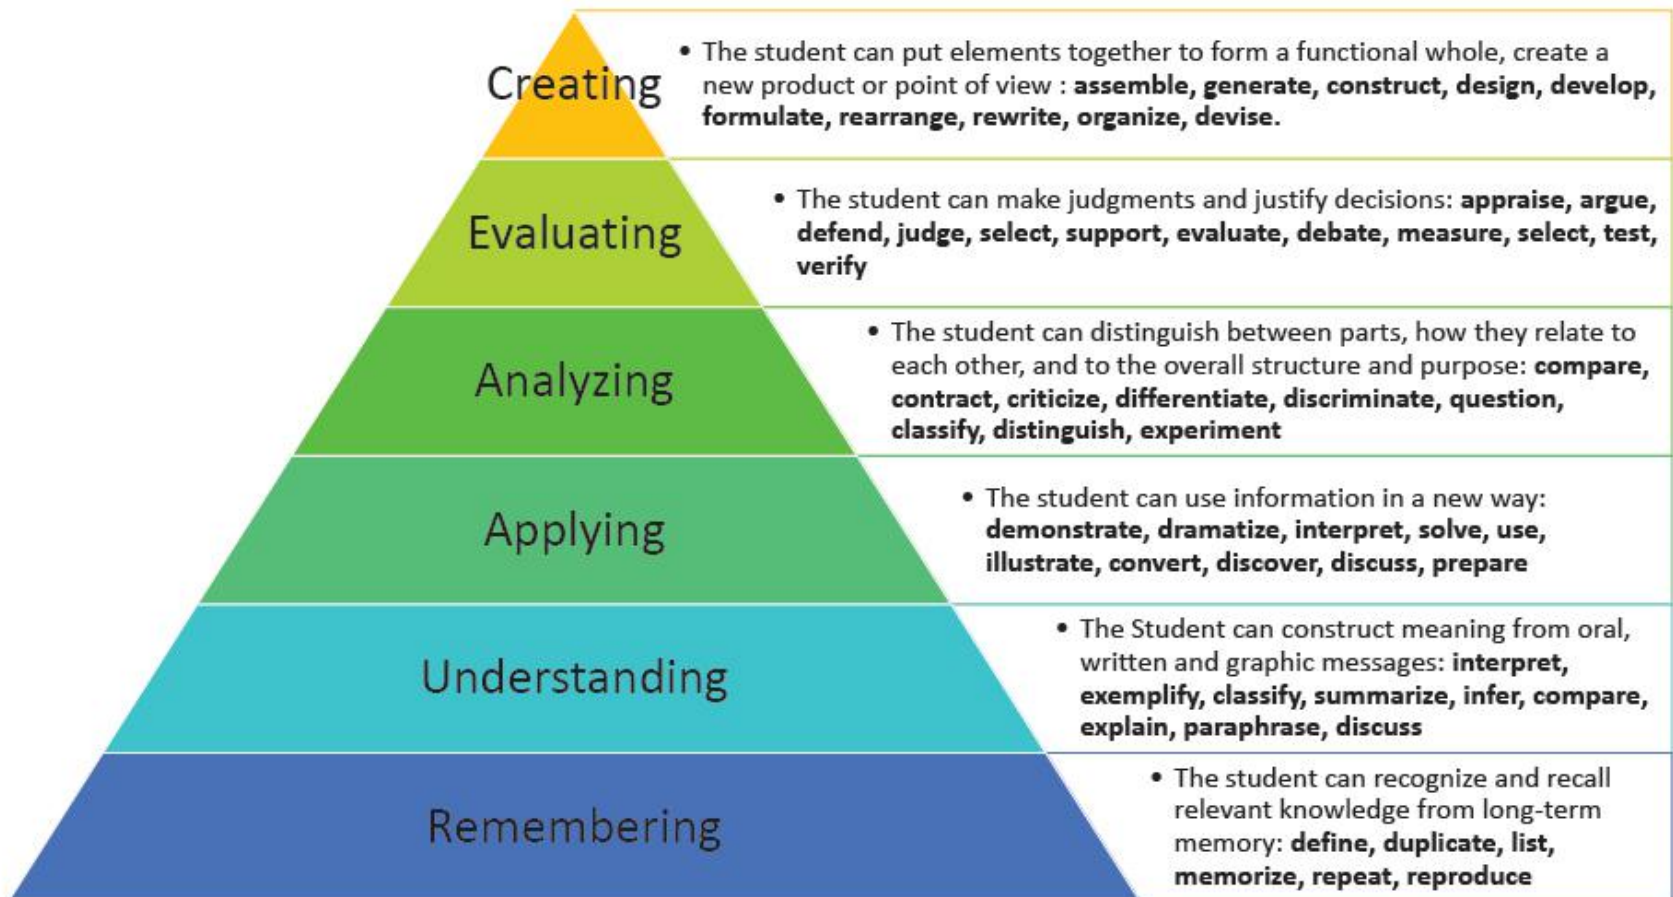 Creating
• The student can put elements together to form a functional whole, create a
new product or point of view : assemble, generate, construct, design, develop,
formulate, rearrange, rewrite, organize, devise.
Evaluating
• The student can make judgments and justify decisions: appraise, argue,
defend, judge, select, support, evaluate, debate, measure, select, test,
verify
Analyzing
• The student can distinguish between parts, how they relate to
each other, and to the overall structure and purpose: compare,
contract, criticize, differentiate, discriminate, question,
classify, distinguish, experiment
Applying
• The student can use information in a new way:
demonstrate, dramatize, interpret, solve, use,
illustrate, convert, discover, discuss, prepare
Understanding
• The Student can construct meaning from oral,
written and graphic messages: interpret,
exemplify, classify, summarize, infer, compare,
explain, paraphrase, discuss
Remembering
• The student can recognize and recall
relevant knowledge from long-term
memory: define, duplicate, list,
memorize, repeat, reproduce